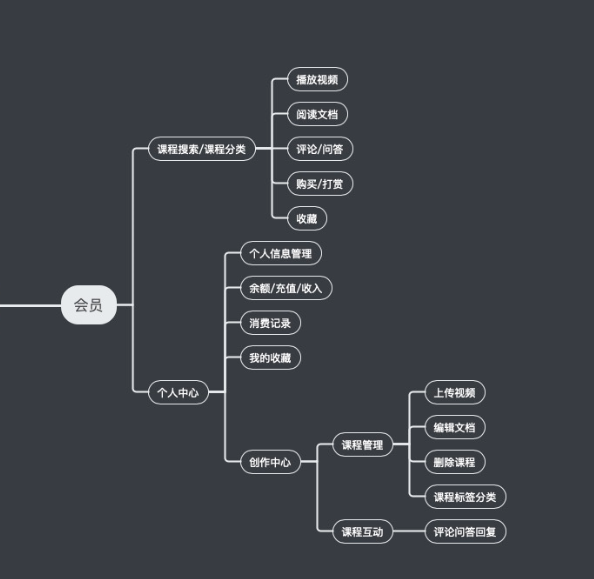 播放视频
阅读文档
课程搜索/课程分类
评论/问答
购买/打赏
收藏
个人信息管理
余额/充值/收入
会员
消费记录
我的收藏
个人中心
上传视频
编辑文档
课程管理
创作中心
删除课程
课程标签分类
课程互动
评论问答回复